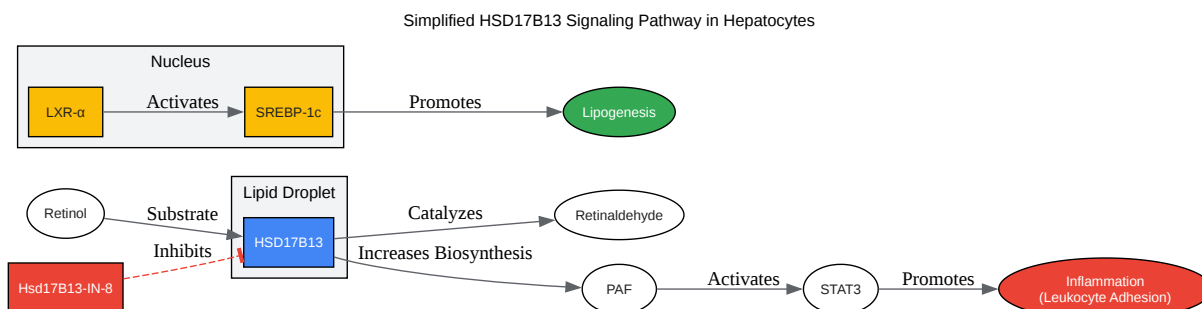 Simplified HSD17B13 Signaling Pathway in Hepatocytes
Nucleus
LXR-α
Activates
SREBP-1c
Promotes
Lipogenesis
Lipid Droplet
Retinol
Substrate
HSD17B13
Catalyzes
Retinaldehyde
Inhibits
Increases Biosynthesis
Hsd17B13-IN-8
PAF
Activates
STAT3
Promotes
Inflammation
(Leukocyte Adhesion)